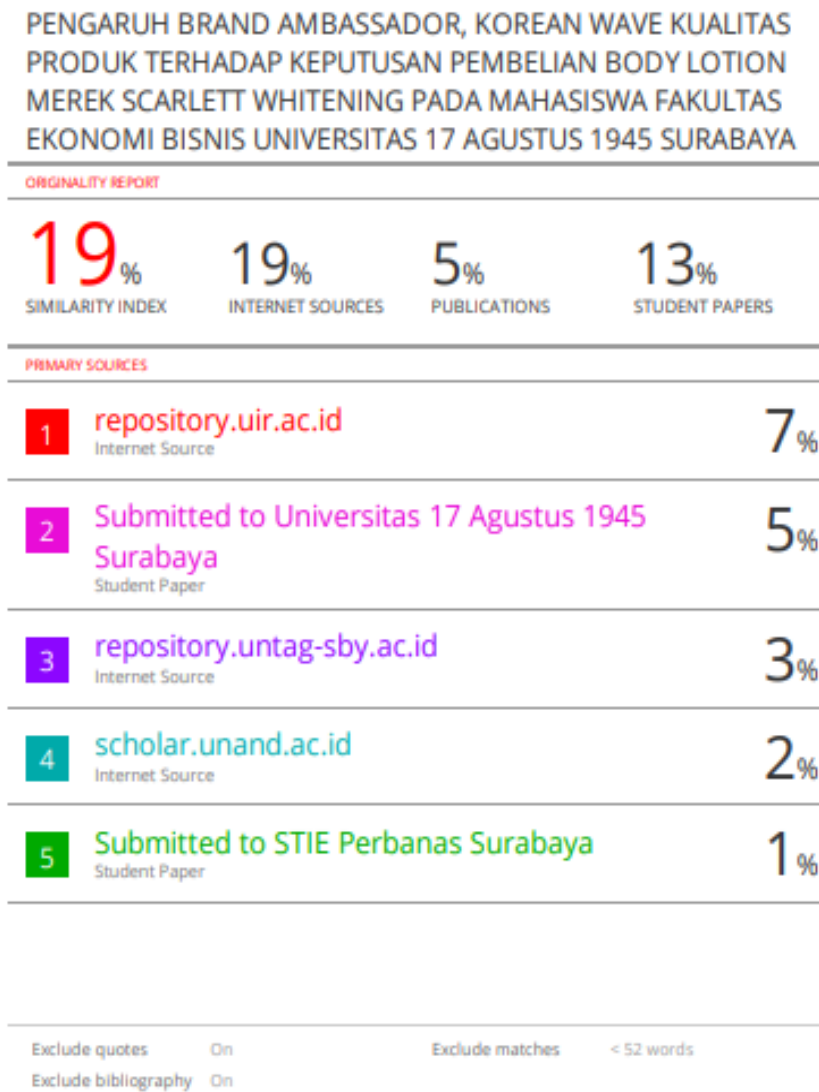 PENGARUH BRAND AMBASSADOR, KOREAN WAVE KUALITAS
PRODUK TERHADAP KEPUTUSAN PEMBELIAN BODY LOTION
MEREK SCARLETT WHITENING PADA MAHASISWA FAKULTAS
EKONOMI BISNIS UNIVERSITAS 17 AGUSTUS 1945 SURABAYA
ORIGINALITY REPORT
19% 19% 5% 13%
SIMILARITY INDEX INTERNET SOURCES PUBLICATIONS STUDENT PAPERS
PRIMARY SOURCES
1 repository.uir.ac.id 7%
Internet Source
2 Submitted to Universitas 17 Agustus 1945 5%
Surabaya
Student Paper
3 repository.untag-sby.ac.id 3%
Internet Source
4 scholar.unand.ac.id 2%
Internet Source
5 Submitted to STIE Perbanas Surabaya 1%
Student Paper
Exclude quotes On Exclude matches < 52 words
Exclude bibliography On